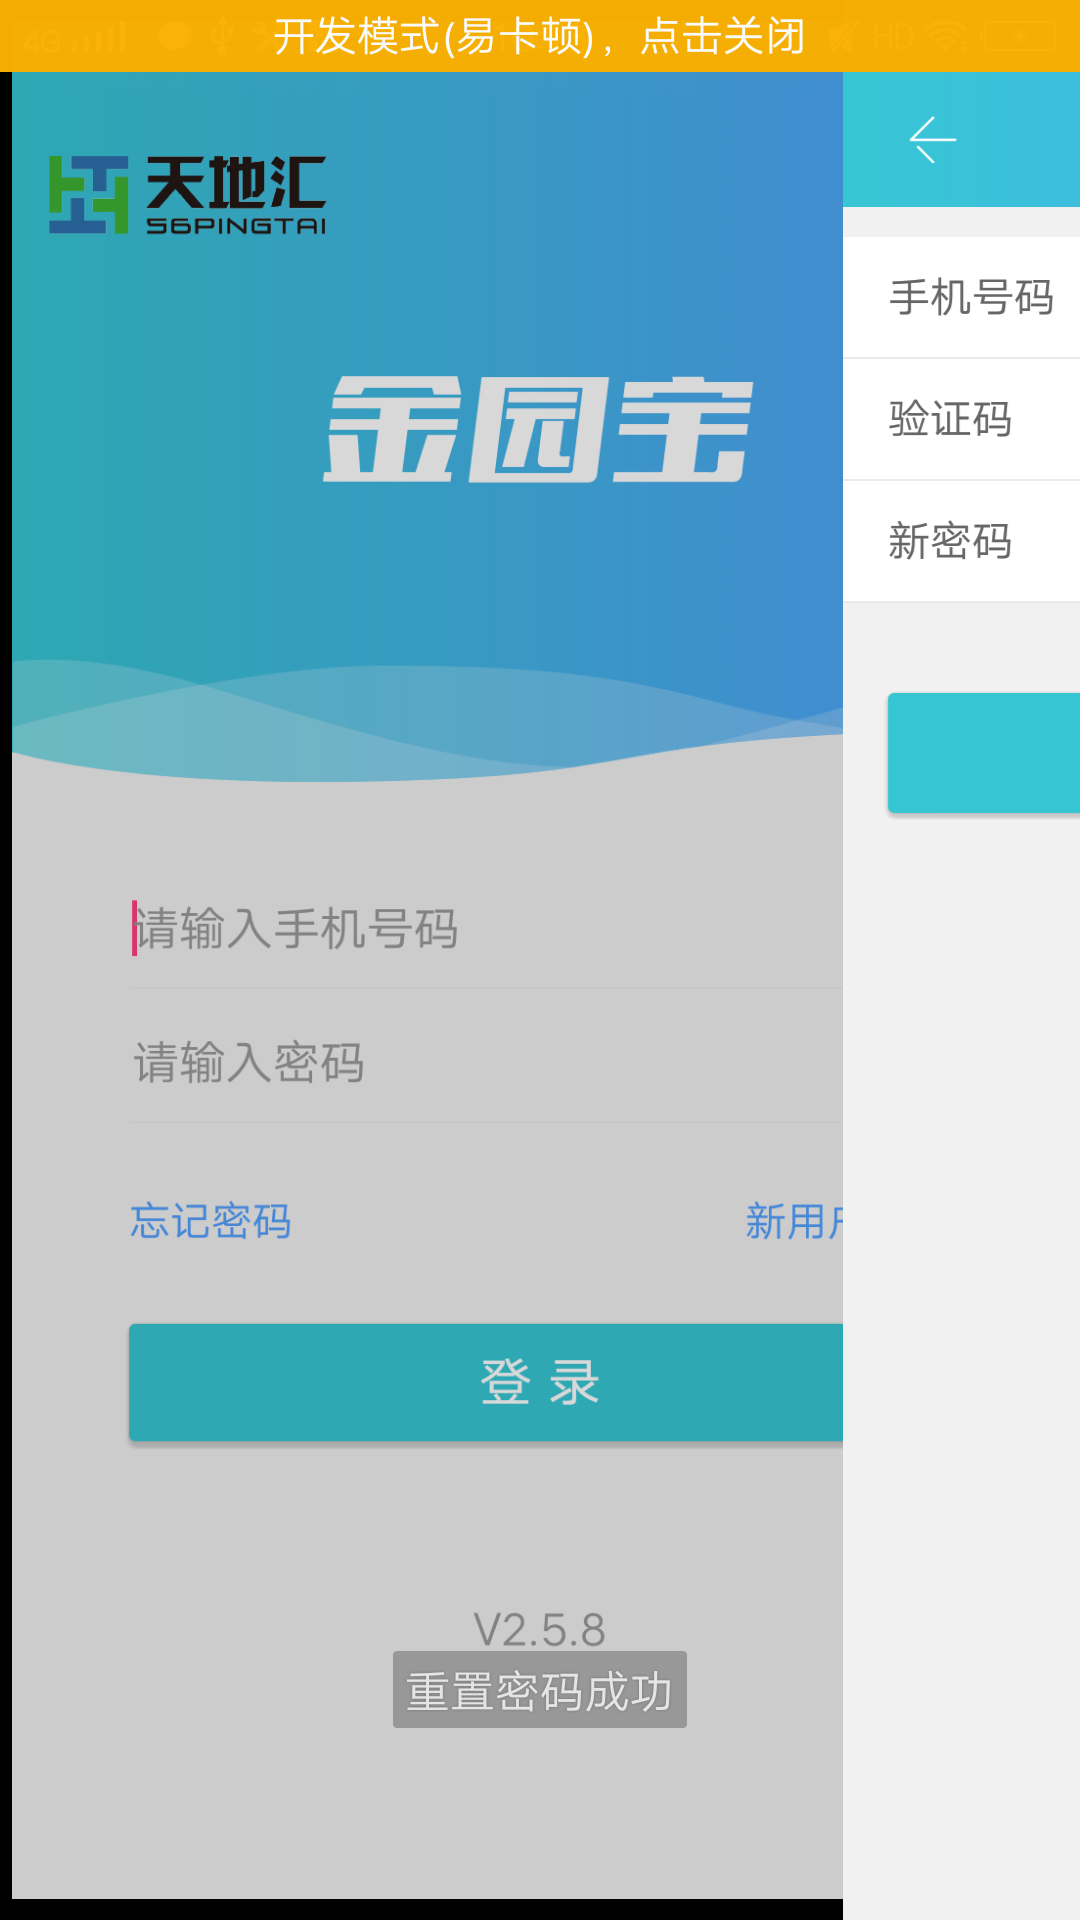 4G
开发模式(易卡顿)，点击关闭
HD
天地汇
56PINGTAI
金园宝
请输入手机号码
请输入密码
忘记密码
新用户
登 录
V2.5.8
重置密码成功
手机号码
验证码
新密码